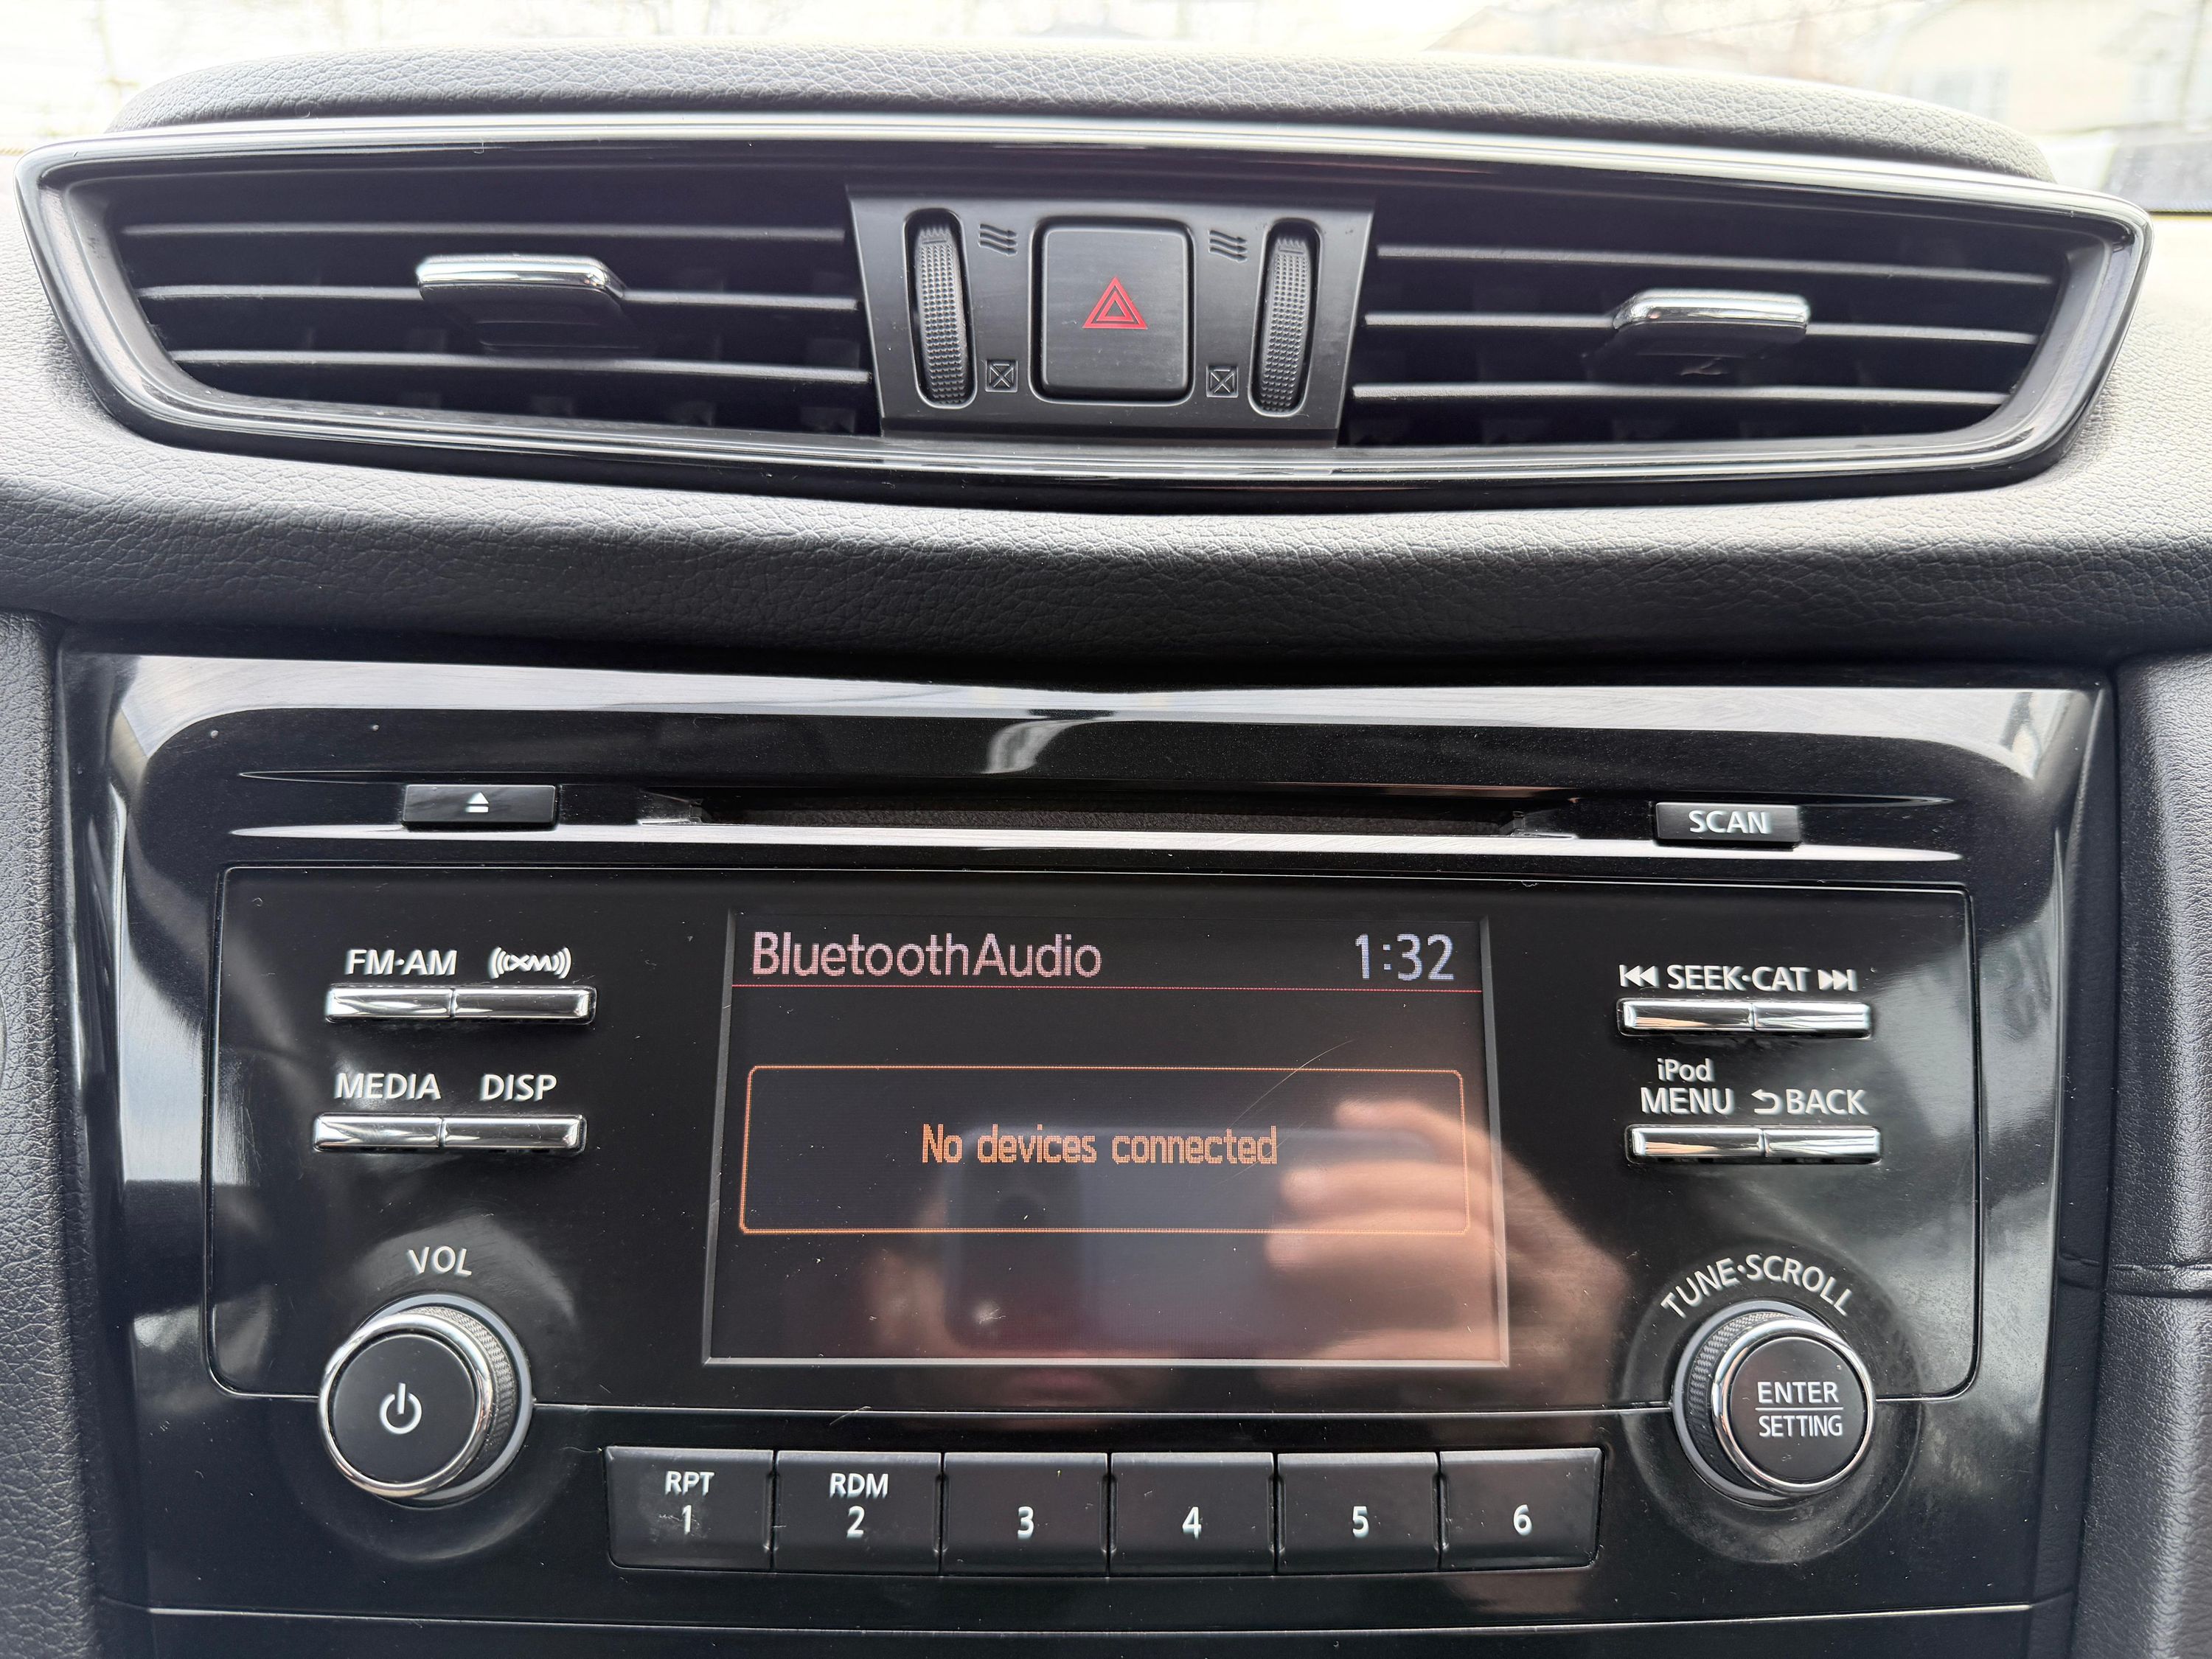 SCAN
BluetoothAudio 1:32
FM·AM XM
SEEK·CAT
MEDIA DISP
iPod
MENU BACK
No devices connected
VOL
TUNE·SCROLL
ENTER
SETTING
RPT
1
RDM
2
3
4
5
6